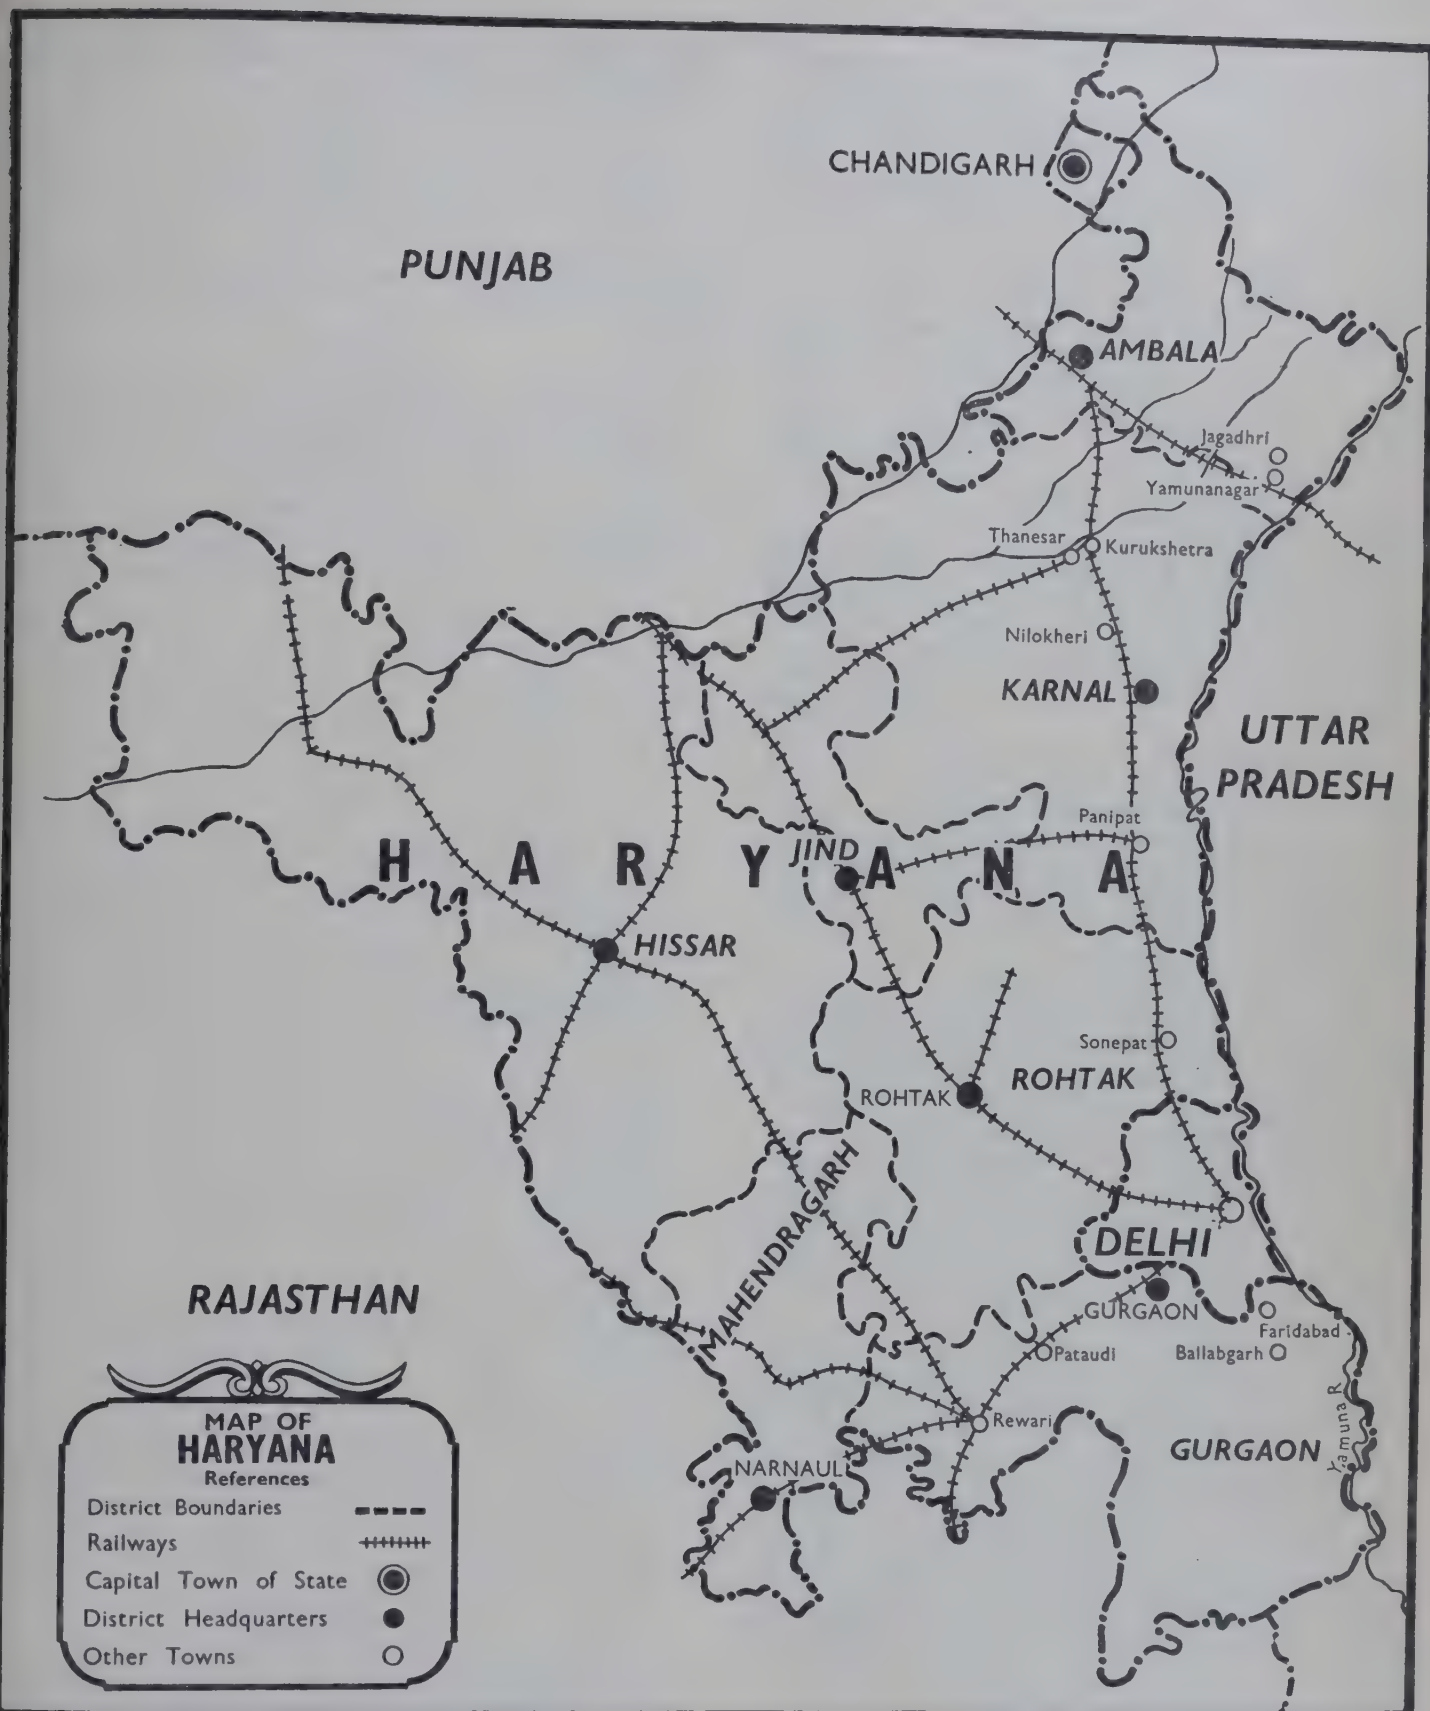 CHANDIGARH
PUNJAB
AMBALA
Jagadhri
Yamunanagar
Thanesar
Kurukshetra
Nilokheri
KARNAL
UTTAR
PRADESH
Panipat
HARYANA
JIND
HISSAR
Sonepat
ROHTAK
ROHTAK
MAHENDRAGARH
DELHI
RAJASTHAN
GURGAON
Faridabad
Pataudi
Ballabgarh
Rewari
Yamuna R.
GURGAON
NARNAUL
MAP OF
HARYANA
References
District Boundaries
Railways
Capital Town of State
District Headquarters
Other Towns